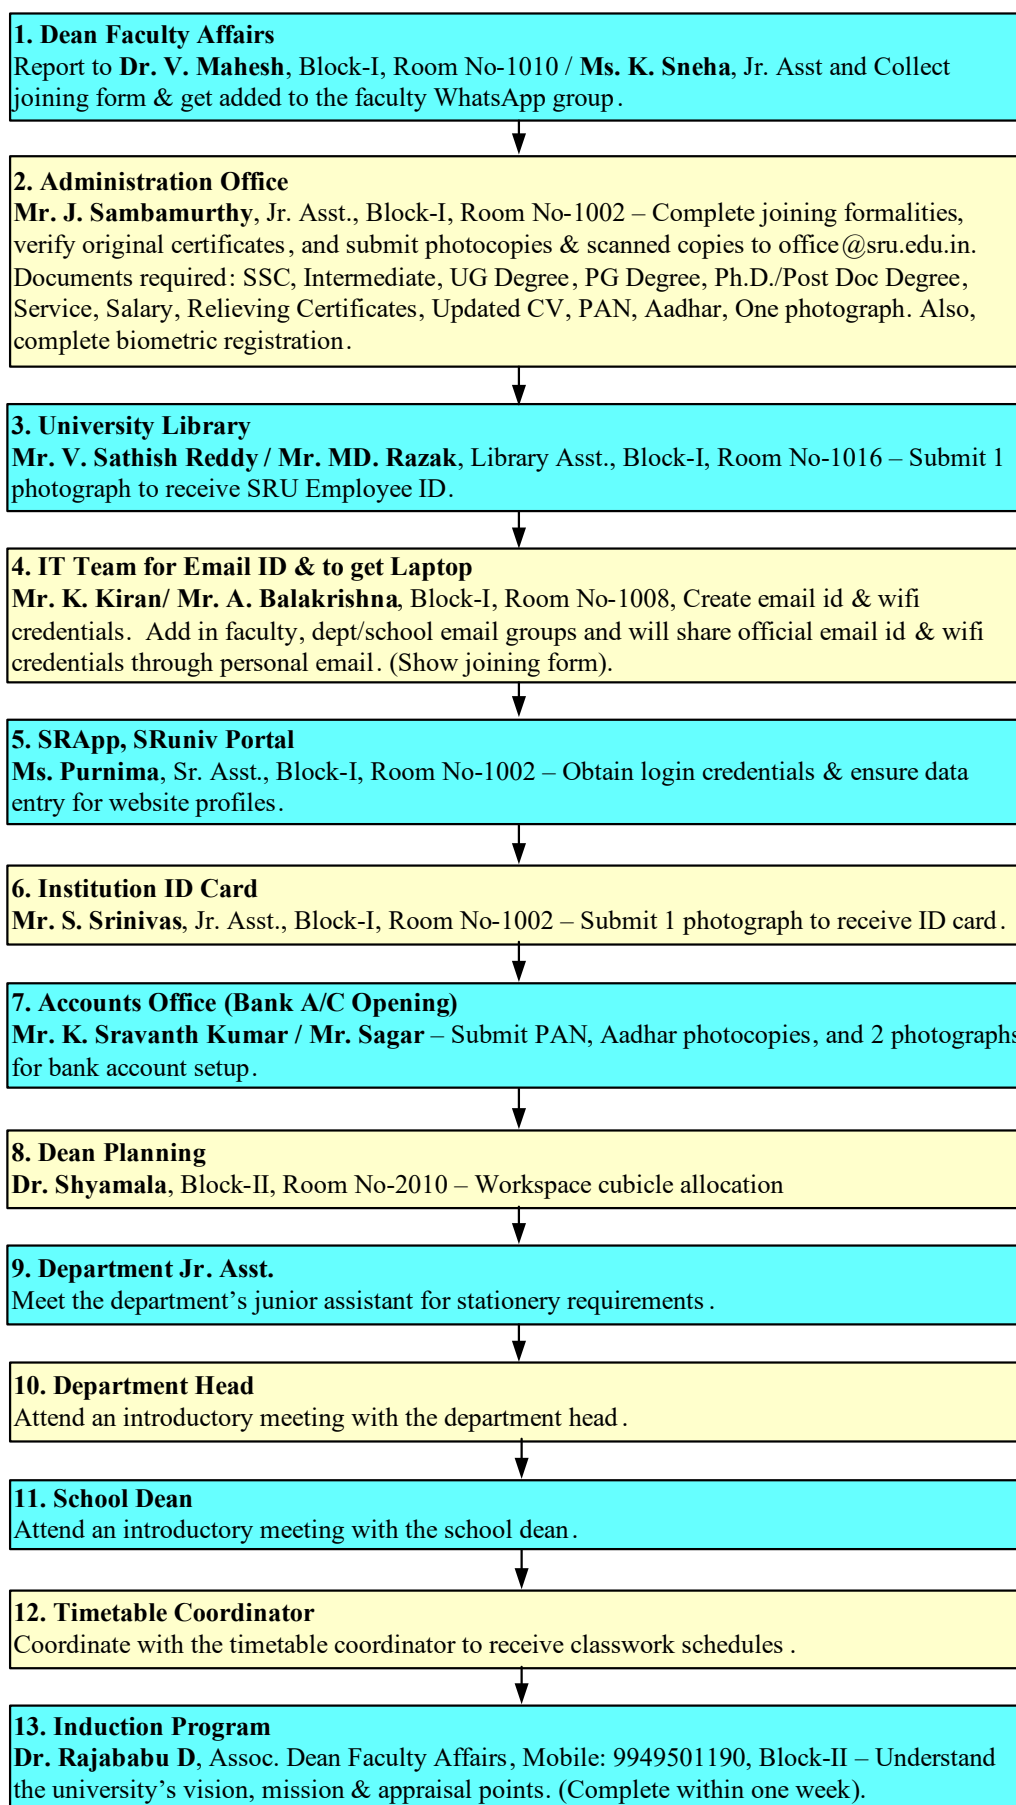 1. Dean Faculty Affairs
Report to Dr. V. Mahesh, Block-I, Room No-1010 / Ms. K. Sneha, Jr. Asst and Collect
joining form & get added to the faculty WhatsApp group.
2. Administration Office
Mr. J. Sambamurthy, Jr. Asst., Block-I, Room No-1002 – Complete joining formalities,
verify original certificates, and submit photocopies & scanned copies to office@sru.edu.in.
Documents required: SSC, Intermediate, UG Degree, PG Degree, Ph.D./Post Doc Degree,
Service, Salary, Relieving Certificates, Updated CV, PAN, Aadhar, One photograph. Also,
complete biometric registration.
3. University Library
Mr. V. Sathish Reddy / Mr. MD. Razak, Library Asst., Block-I, Room No-1016 – Submit 1
photograph to receive SRU Employee ID.
4. IT Team for Email ID & to get Laptop
Mr. K. Kiran/ Mr. A. Balakrishna, Block-I, Room No-1008, Create email id & wifi
credentials. Add in faculty, dept/school email groups and will share official email id & wifi
credentials through personal email. (Show joining form).
5. SRApp, SRuniv Portal
Ms. Purnima, Sr. Asst., Block-I, Room No-1002 – Obtain login credentials & ensure data
entry for website profiles.
6. Institution ID Card
Mr. S. Srinivas, Jr. Asst., Block-I, Room No-1002 – Submit 1 photograph to receive ID card.
7. Accounts Office (Bank A/C Opening)
Mr. K. Sravanth Kumar / Mr. Sagar – Submit PAN, Aadhar photocopies, and 2 photographs
for bank account setup.
8. Dean Planning
Dr. Shyamala, Block-II, Room No-2010 – Workspace cubicle allocation
9. Department Jr. Asst.
Meet the department’s junior assistant for stationery requirements.
10. Department Head
Attend an introductory meeting with the department head.
11. School Dean
Attend an introductory meeting with the school dean.
12. Timetable Coordinator
Coordinate with the timetable coordinator to receive classwork schedules.
13. Induction Program
Dr. Rajababu D, Assoc. Dean Faculty Affairs, Mobile: 9949501190, Block-II – Understand
the university’s vision, mission & appraisal points. (Complete within one week).